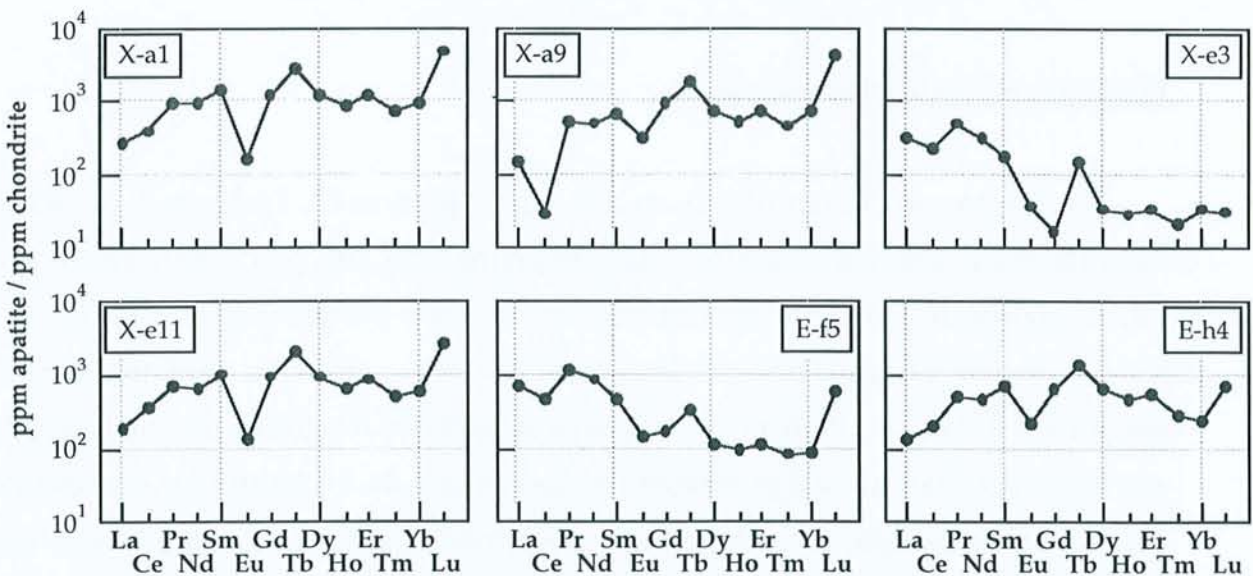 ppm apatite / ppm chondrite
10^4
10^3
10^2
10^1
X-a1
X-a9
X-e3
10^4
10^3
10^2
10^1
X-e11
E-f5
E-h4
La Pr Sm Gd Dy Er Yb La Pr Sm Gd Dy Er Yb La Pr Sm Gd Dy Er Yb
Ce Nd Eu Tb Ho Tm Lu Ce Nd Eu Tb Ho Tm Lu Ce Nd Eu Tb Ho Tm Lu